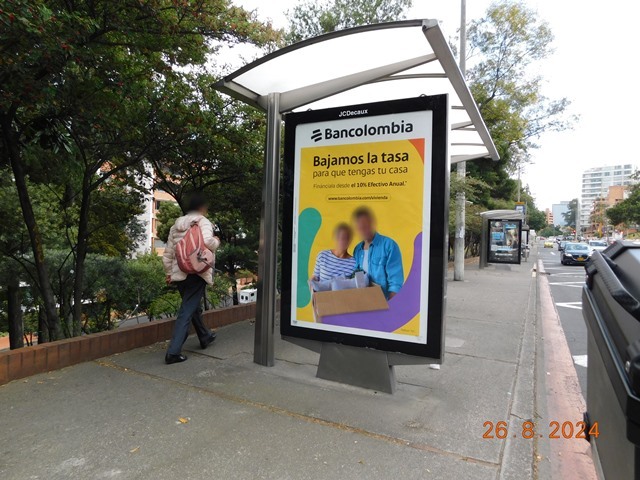 JCDecaux
Bancolombia
Bajamos la tasa
para que tengas tu casa
Fínanciala desde el 10% Efectivo Anual.*
www.bancolombia.com/vivienda
26.8.2024